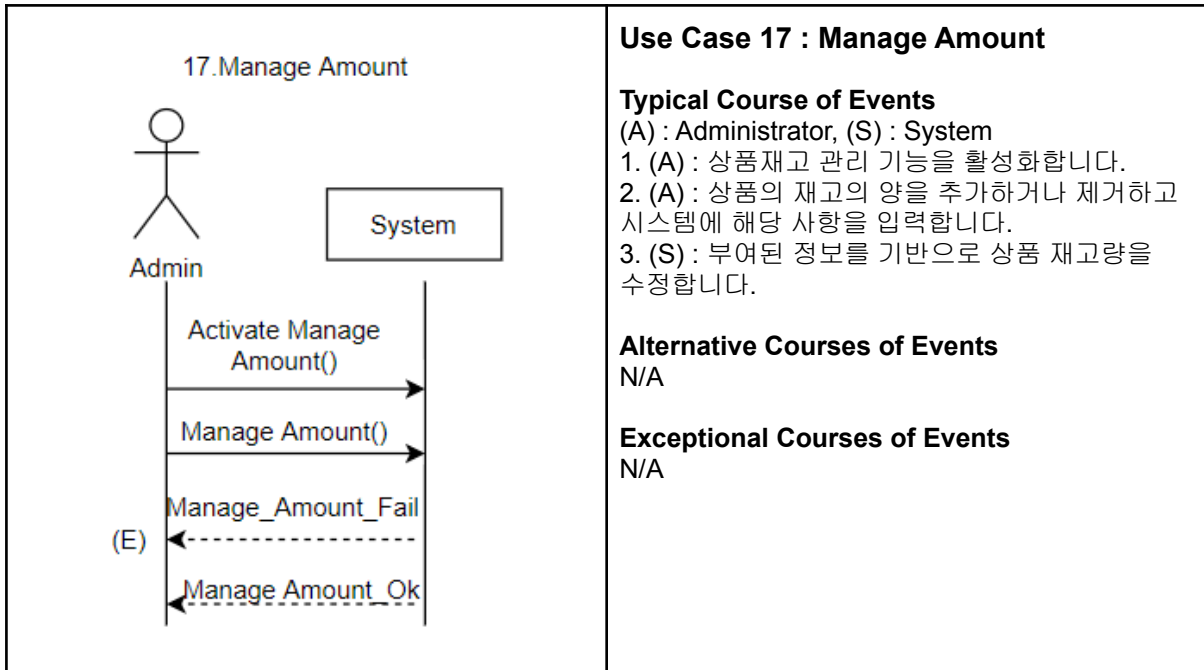 17.Manage Amount
Admin
System
Activate Manage
Amount()
Manage Amount()
Manage_Amount_Fail
(E)
Manage Amount_Ok
Use Case 17 : Manage Amount
Typical Course of Events
(A) : Administrator, (S) : System
1. (A) : 상품재고 관리 기능을 활성화합니다.
2. (A) : 상품의 재고의 양을 추가하거나 제거하고
시스템에 해당 사항을 입력합니다.
3. (S) : 부여된 정보를 기반으로 상품 재고량을
수정합니다.
Alternative Courses of Events
N/A
Exceptional Courses of Events
N/A